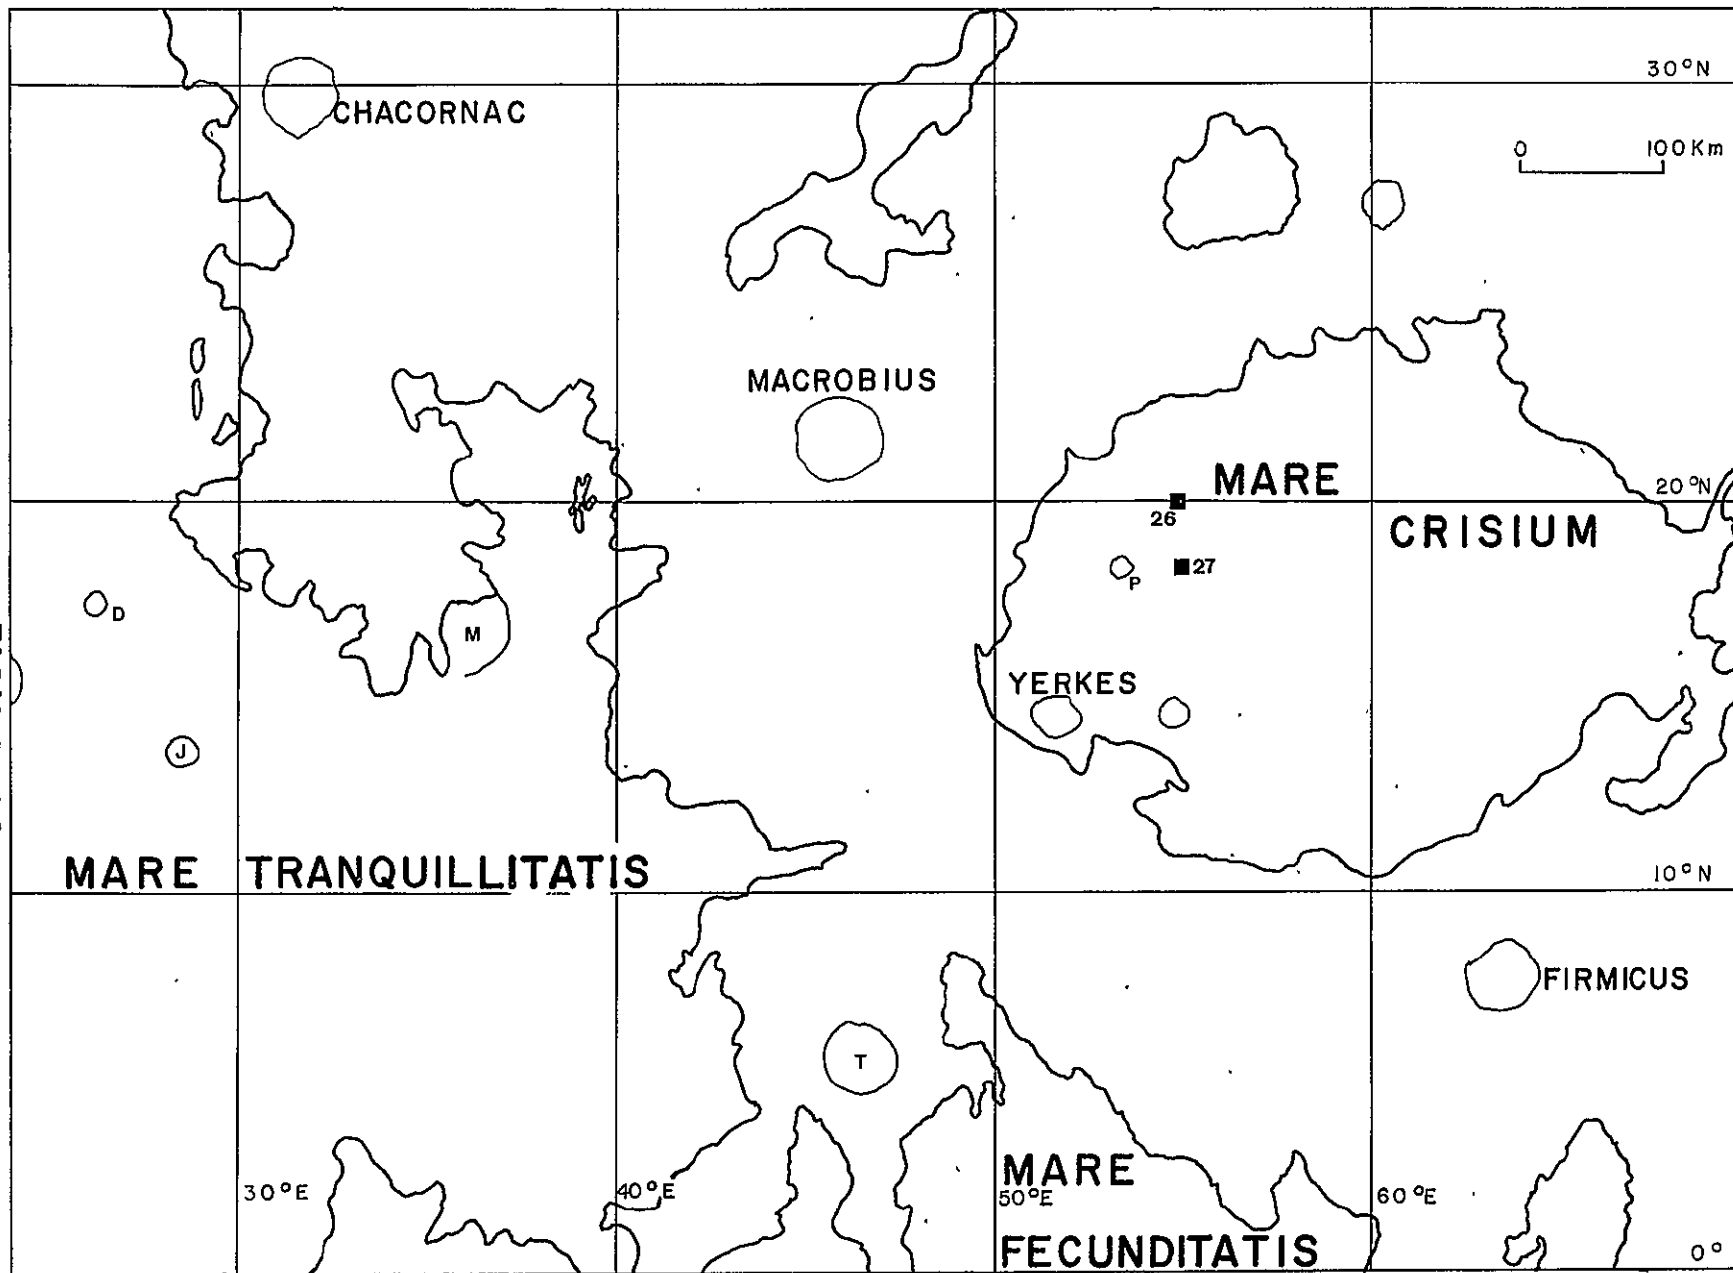 30°N
CHACORNAC
0 100Km
MACROBIUS
MARE
20°N
26
CRISIUM
P
27
D
M
YERKES
J
MARE TRANQUILLITATIS
10°N
FIRMICUS
T
MARE
30°E
40°E
50°E
60°E
FECUNDITATIS
0°